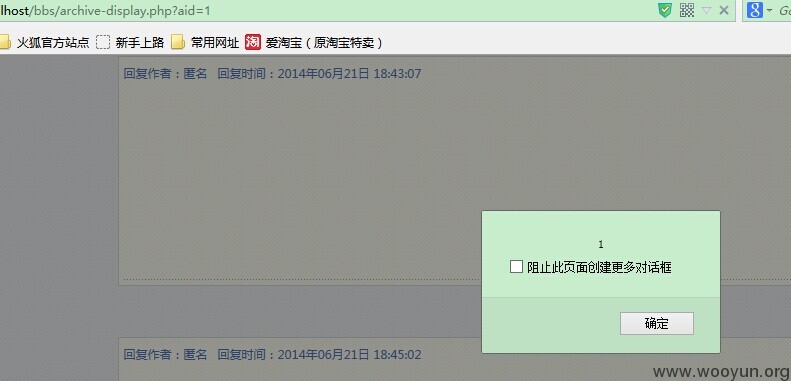 lhost/bbs/archive-display.php?aid=1
火狐官方站点 新手上路 常用网址 淘 爱淘宝（原淘宝特卖）
回复作者：匿名 回复时间：2014年06月21日 18:43:07
1
阻止此页面创建更多对话框
确定
回复作者：匿名 回复时间：2014年06月21日 18:45:02
www.wooyun.org